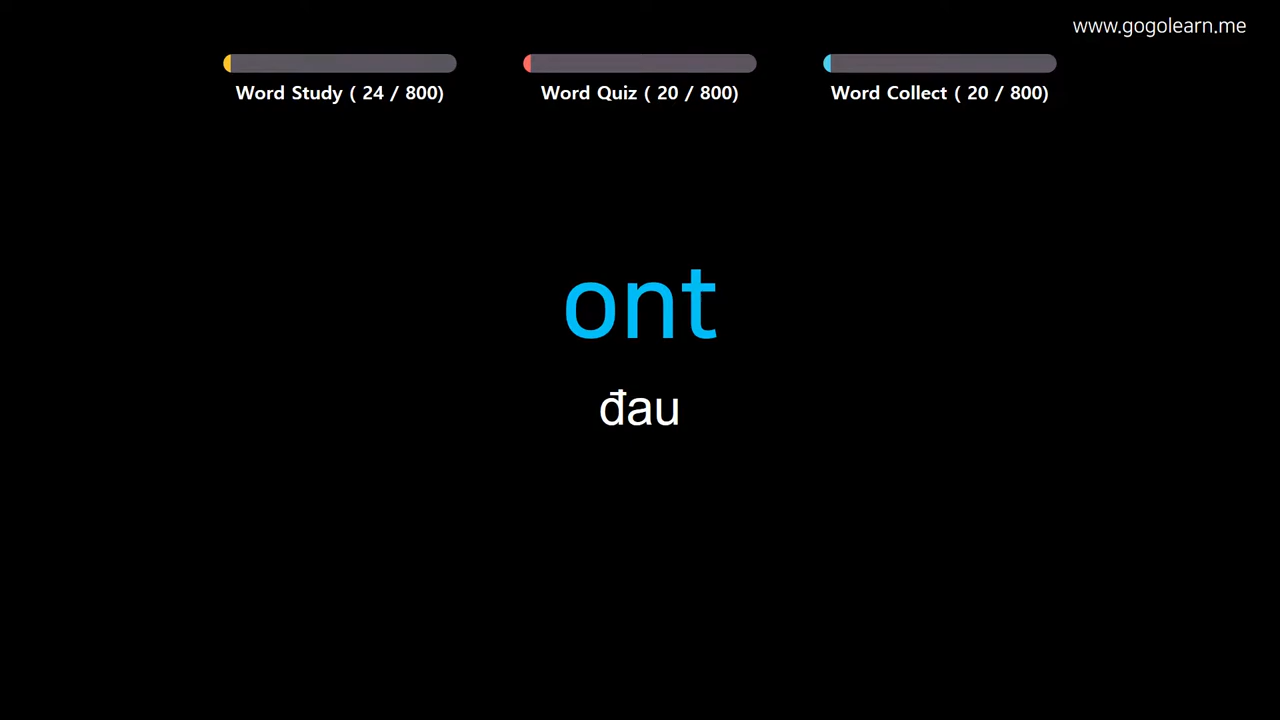 www.gogolearn.me
Word Study ( 24 / 800)
Word Quiz ( 20 / 800)
Word Collect ( 20 / 800)
ont
đau